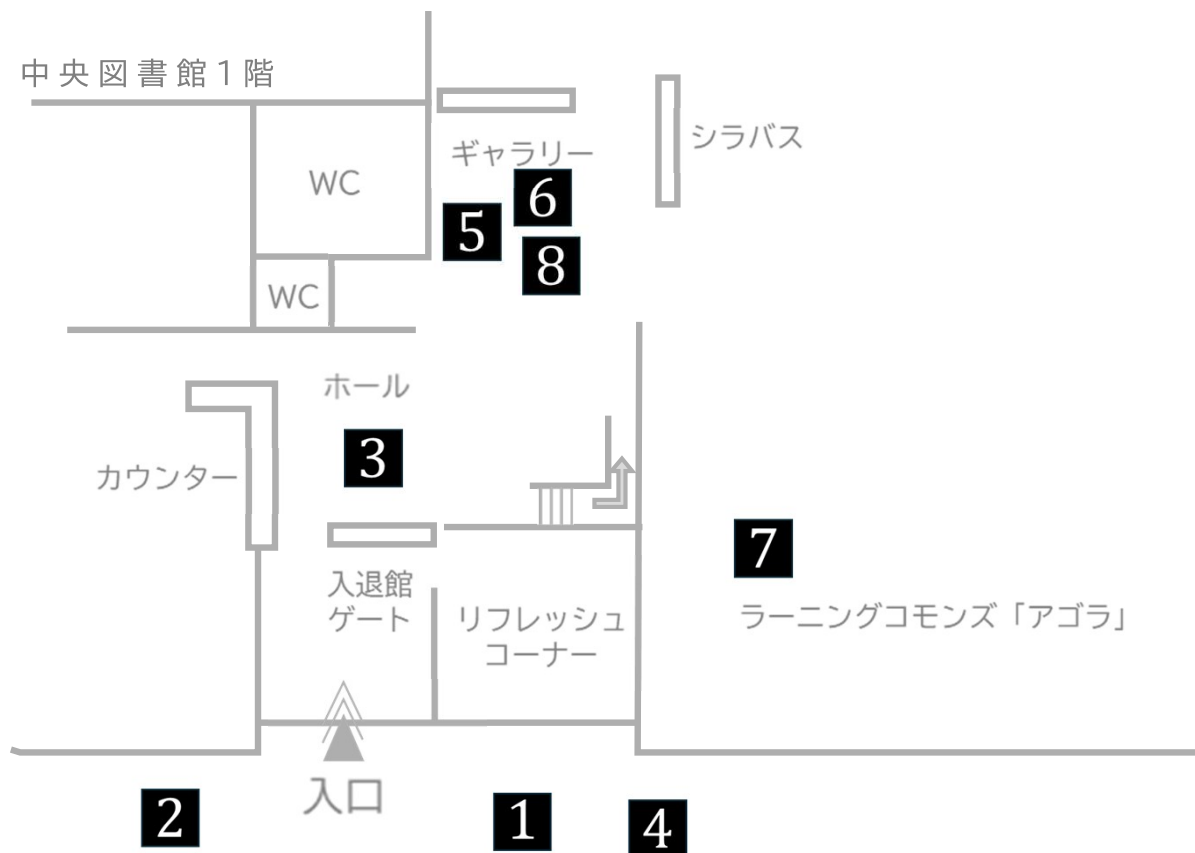 中央図書館1階
シラバス
ギャラリー
WC
6
5
8
WC
ホール
3
カウンター
7
入退館
ゲート
リフレッシュ
コーナー
ラーニングコモンズ「アゴラ」
入口
2
1
4